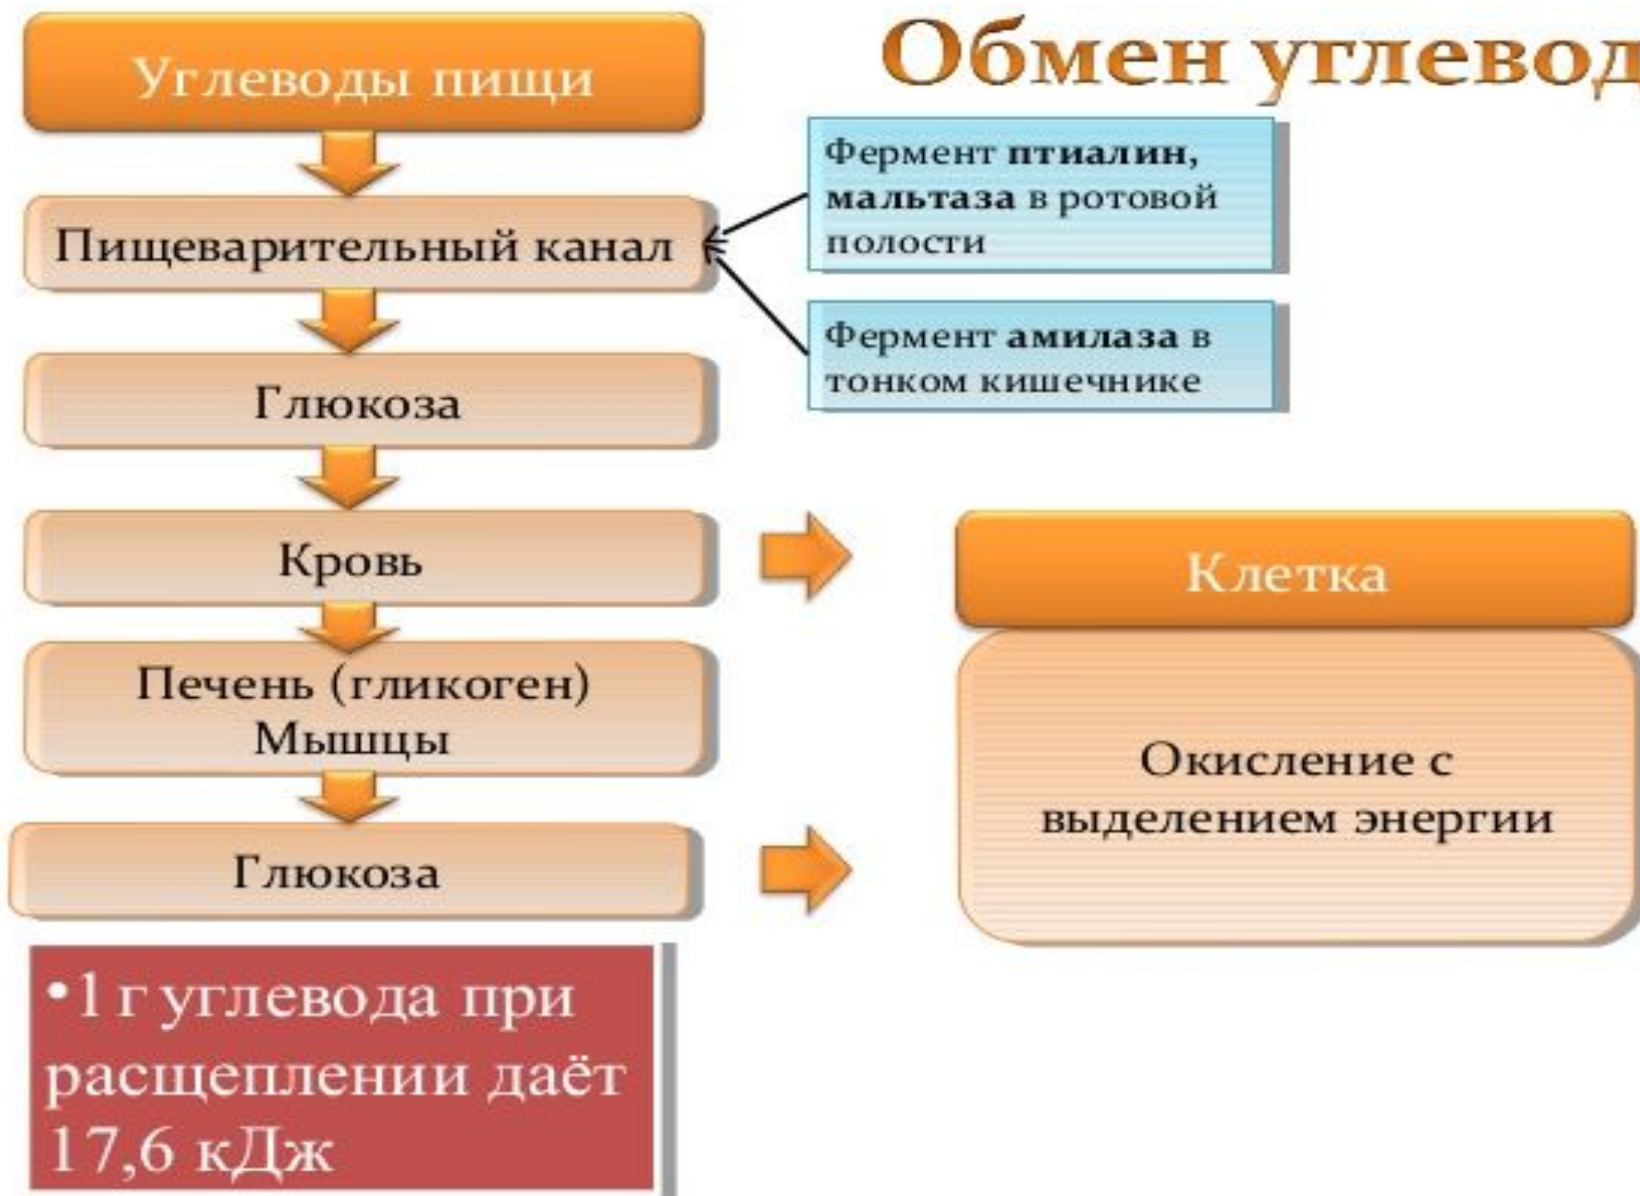 Обмен углевод
Углеводы пищи
Фермент птиалин,
мальтаза в ротовой
полости
Пищеварительный канал
Фермент амилаза в
тонком кишечнике
Глюкоза
Кровь
Клетка
Печень (гликоген)
Мышцы
Окисление с
выделением энергии
Глюкоза
•1 г углевода при
расщеплении даёт
17,6 кДж